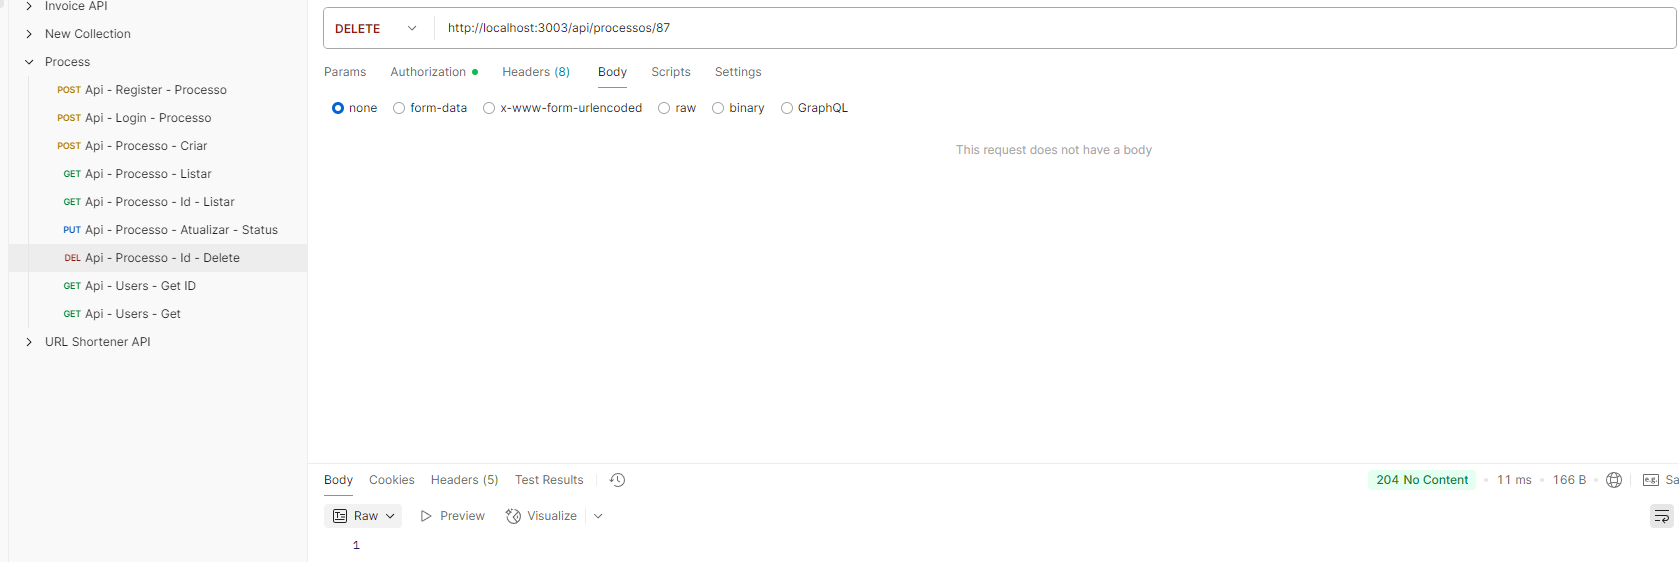 Invoice API
New Collection
Process
POST Api - Register - Processo
POST Api - Login - Processo
POST Api - Processo - Criar
GET Api - Processo - Listar
GET Api - Processo - Id - Listar
PUT Api - Processo - Atualizar - Status
DEL Api - Processo - Id - Delete
GET Api - Users - Get ID
GET Api - Users - Get
URL Shortener API
DELETE http://localhost:3003/api/processos/87
Params Authorization Headers (8) Body Scripts Settings
none form-data x-www-form-urlencoded raw binary GraphQL
This request does not have a body
Body Cookies Headers (5) Test Results 204 No Content • 11 ms • 166 B • e.g. Sa
Raw Preview Visualize
1